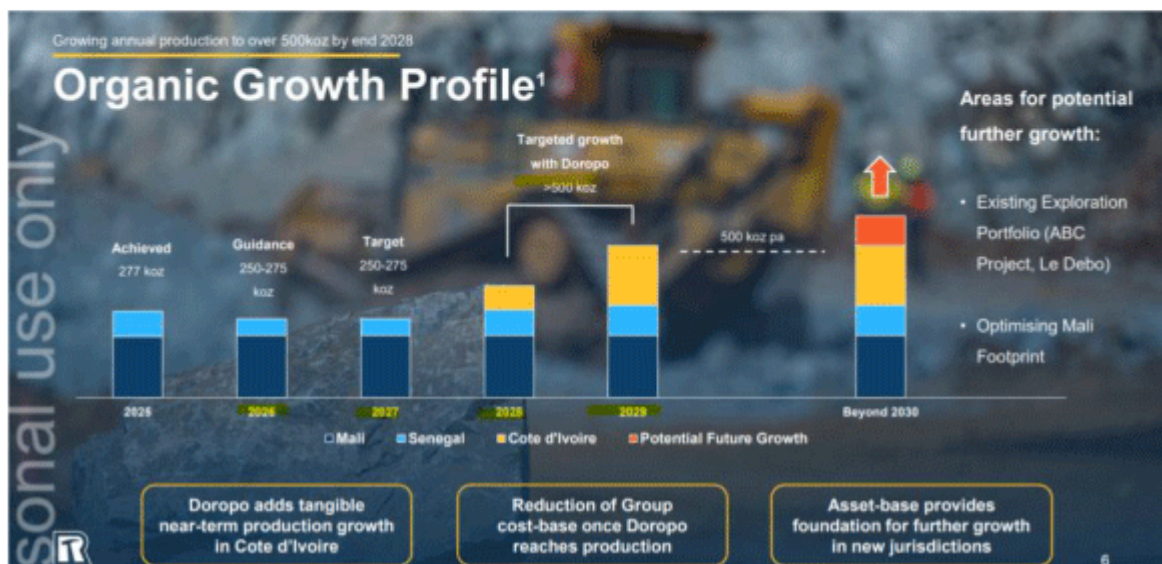 Growing annual production to over 500koz by end 2028
Organic Growth Profile¹
sonal use only
Areas for potential
further growth:
• Existing Exploration
Portfolio (ABC
Project, Le Debo)
• Optimising Mali
Footprint
Targeted growth
with Doropo
>500 koz
Achieved
277 koz
Guidance
250-275
koz
Target
250-275
koz
500 koz pa
2025
2026
2027
2028
2029
Beyond 2030
Mali
Senegal
Cote d'Ivoire
Potential Future Growth
Doropo adds tangible
near-term production growth
in Cote d'Ivoire
Reduction of Group
cost-base once Doropo
reaches production
Asset-base provides
foundation for further growth
in new jurisdictions
6